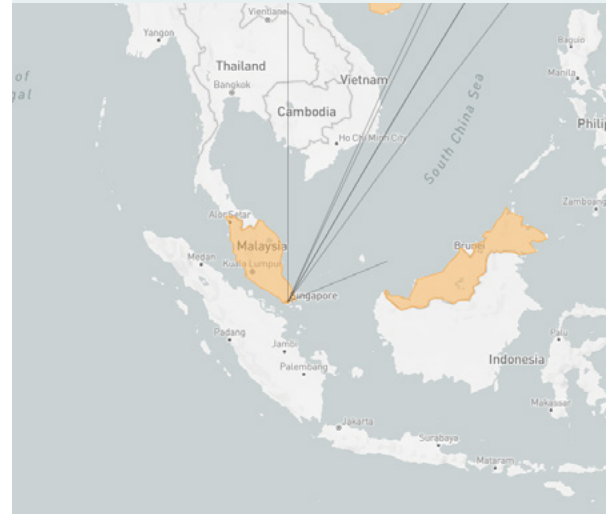 Vientiane
Yangon
Baguio
of
gal
Thailand
Bangkok
Vietnam
Manila
Cambodia
South China Sea
Philip
Ho Chi Minh City
Zamboang
Alor Setar
Malaysia
Brunei
Medan
Kuala Lumpur
Singapore
Padang
Jambi
Palu
Palembang
Indonesia
Makassar
Jakarta
Surabaya
Mataram